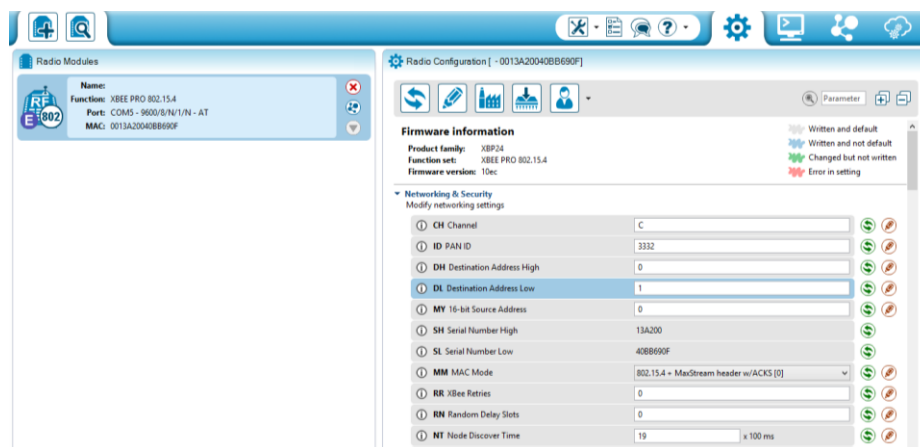 Radio Modules
Name:
Function: XBEE PRO 802.15.4
Port: COM5 - 9600/8/N/1/N - AT
MAC: 0013A20040BB690F
RF
802
E
Radio Configuration [ - 0013A20040BB690F]
Parameter
Firmware information
Product family: XBP24
Function set: XBEE PRO 802.15.4
Firmware version: 10ec
Written and default
Written and not default
Changed but not written
Error in setting
Networking & Security
Modify networking settings
CH Channel C
ID PAN ID 3332
DH Destination Address High 0
DL Destination Address Low 1
MY 16-bit Source Address 0
SH Serial Number High 13A200
SL Serial Number Low 40BB690F
MM MAC Mode 802.15.4 + MaxStream header w/ACKS [0]
RR XBee Retries 0
RN Random Delay Slots 0
NT Node Discover Time 19 x 100 ms